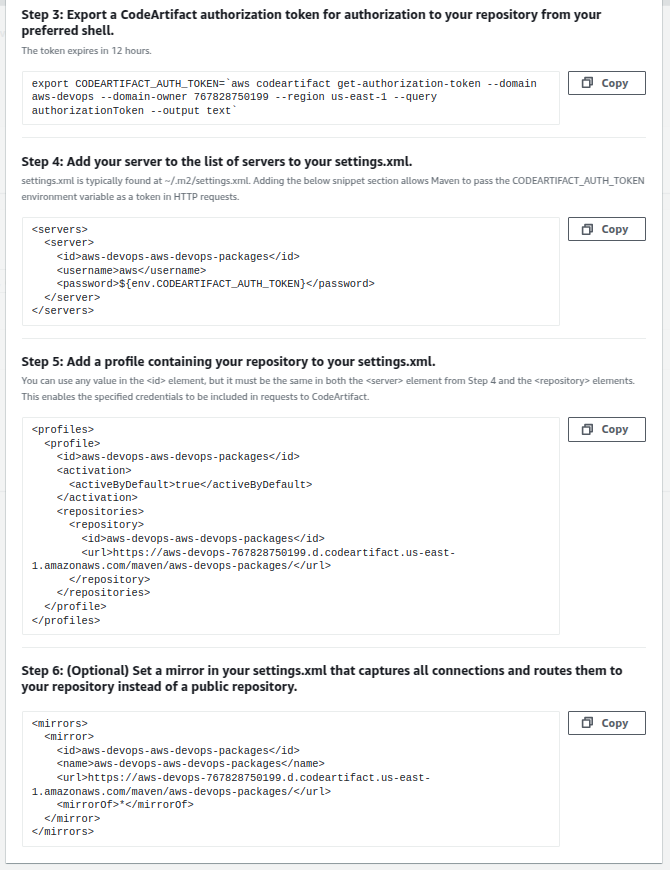 Step 3: Export a CodeArtifact authorization token for authorization to your repository from your
preferred shell.
The token expires in 12 hours.
export CODEARTIFACT_AUTH_TOKEN=`aws codeartifact get-authorization-token --domain
aws-devops --domain-owner 767828750199 --region us-east-1 --query
authorizationToken --output text`
Copy
Step 4: Add your server to the list of servers to your settings.xml.
settings.xml is typically found at ~/.m2/settings.xml. Adding the below snippet section allows Maven to pass the CODEARTIFACT_AUTH_TOKEN
environment variable as a token in HTTP requests.
<servers>
  <server>
    <id>aws-devops-aws-devops-packages</id>
    <username>aws</username>
    <password>${env.CODEARTIFACT_AUTH_TOKEN}</password>
  </server>
</servers>
Copy
Step 5: Add a profile containing your repository to your settings.xml.
You can use any value in the <id> element, but it must be the same in both the <server> element from Step 4 and the <repository> elements.
This enables the specified credentials to be included in requests to CodeArtifact.
<profiles>
  <profile>
    <id>aws-devops-aws-devops-packages</id>
    <activation>
      <activeByDefault>true</activeByDefault>
    </activation>
    <repositories>
      <repository>
        <id>aws-devops-aws-devops-packages</id>
        <url>https://aws-devops-767828750199.d.codeartifact.us-east-
1.amazonaws.com/maven/aws-devops-packages/</url>
      </repository>
    </repositories>
  </profile>
</profiles>
Copy
Step 6: (Optional) Set a mirror in your settings.xml that captures all connections and routes them to
your repository instead of a public repository.
<mirrors>
  <mirror>
    <id>aws-devops-aws-devops-packages</id>
    <name>aws-devops-aws-devops-packages</name>
    <url>https://aws-devops-767828750199.d.codeartifact.us-east-
1.amazonaws.com/maven/aws-devops-packages/</url>
    <mirrorOf>*</mirrorOf>
  </mirror>
</mirrors>
Copy